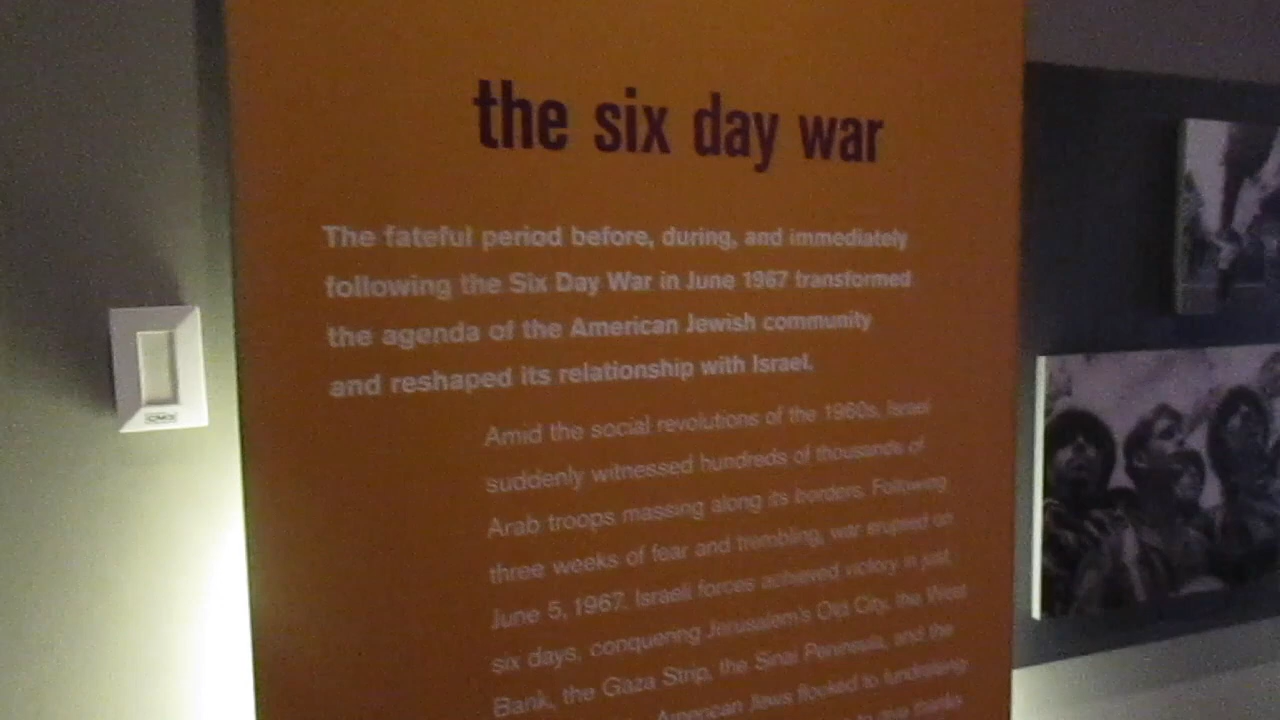 the six day war
The fateful period before, during, and immediately
following the Six Day War in June 1967 transformed
the agenda of the American Jewish community
and reshaped its relationship with Israel.
Amid the social revolutions of the 1960s, Israel
suddenly witnessed hundreds of thousands of
Arab troops massing along its borders. Following
three weeks of fear and trembling, war erupted on
June 5, 1967. Israeli forces achieved victory in just
six days, conquering Jerusalem's Old City, the West
Bank, the Gaza Strip, the Sinai Peninsula, and the
American Jews flocked to fundraising
to give thanks